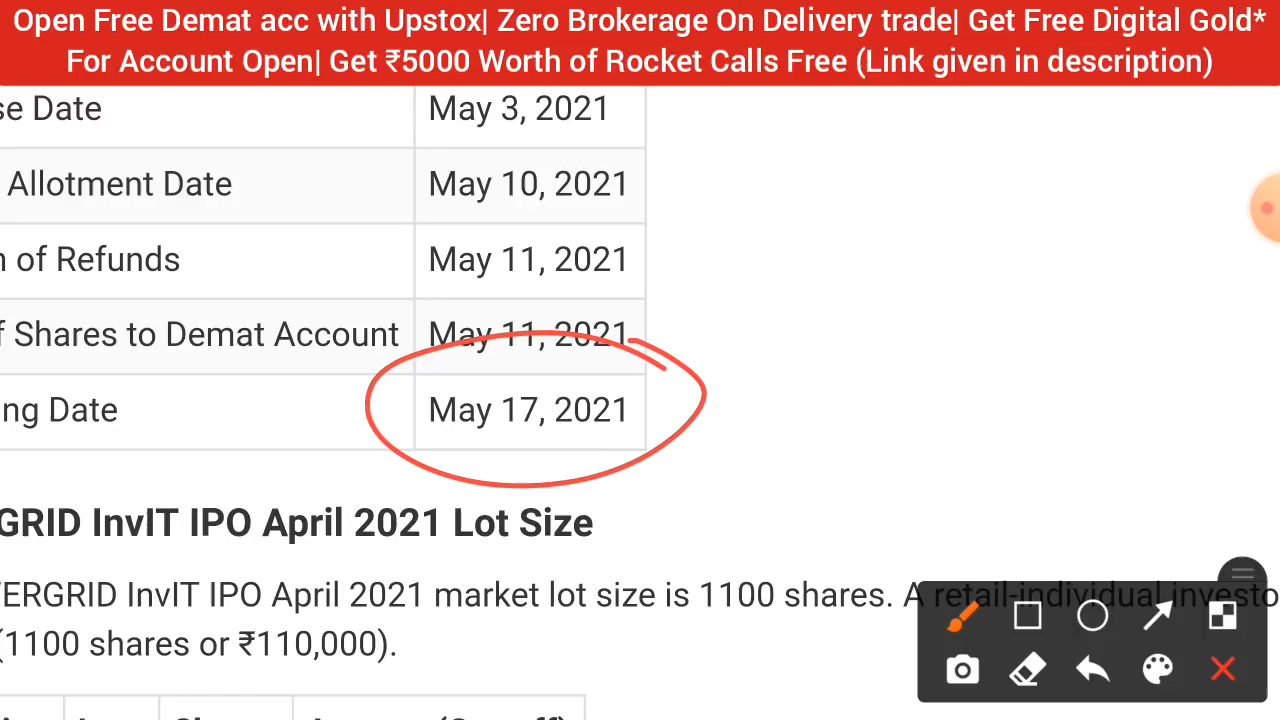 Open Free Demat acc with Upstox| Zero Brokerage On Delivery trade| Get Free Digital Gold*
For Account Open| Get ₹5000 Worth of Rocket Calls Free (Link given in description)
se Date May 3, 2021
Allotment Date May 10, 2021
n of Refunds May 11, 2021
f Shares to Demat Account May 11, 2021
ng Date May 17, 2021
GRID InvIT IPO April 2021 Lot Size
ERGRID InvIT IPO April 2021 market lot size is 1100 shares. A retail-individual investo
(1100 shares or ₹110,000).